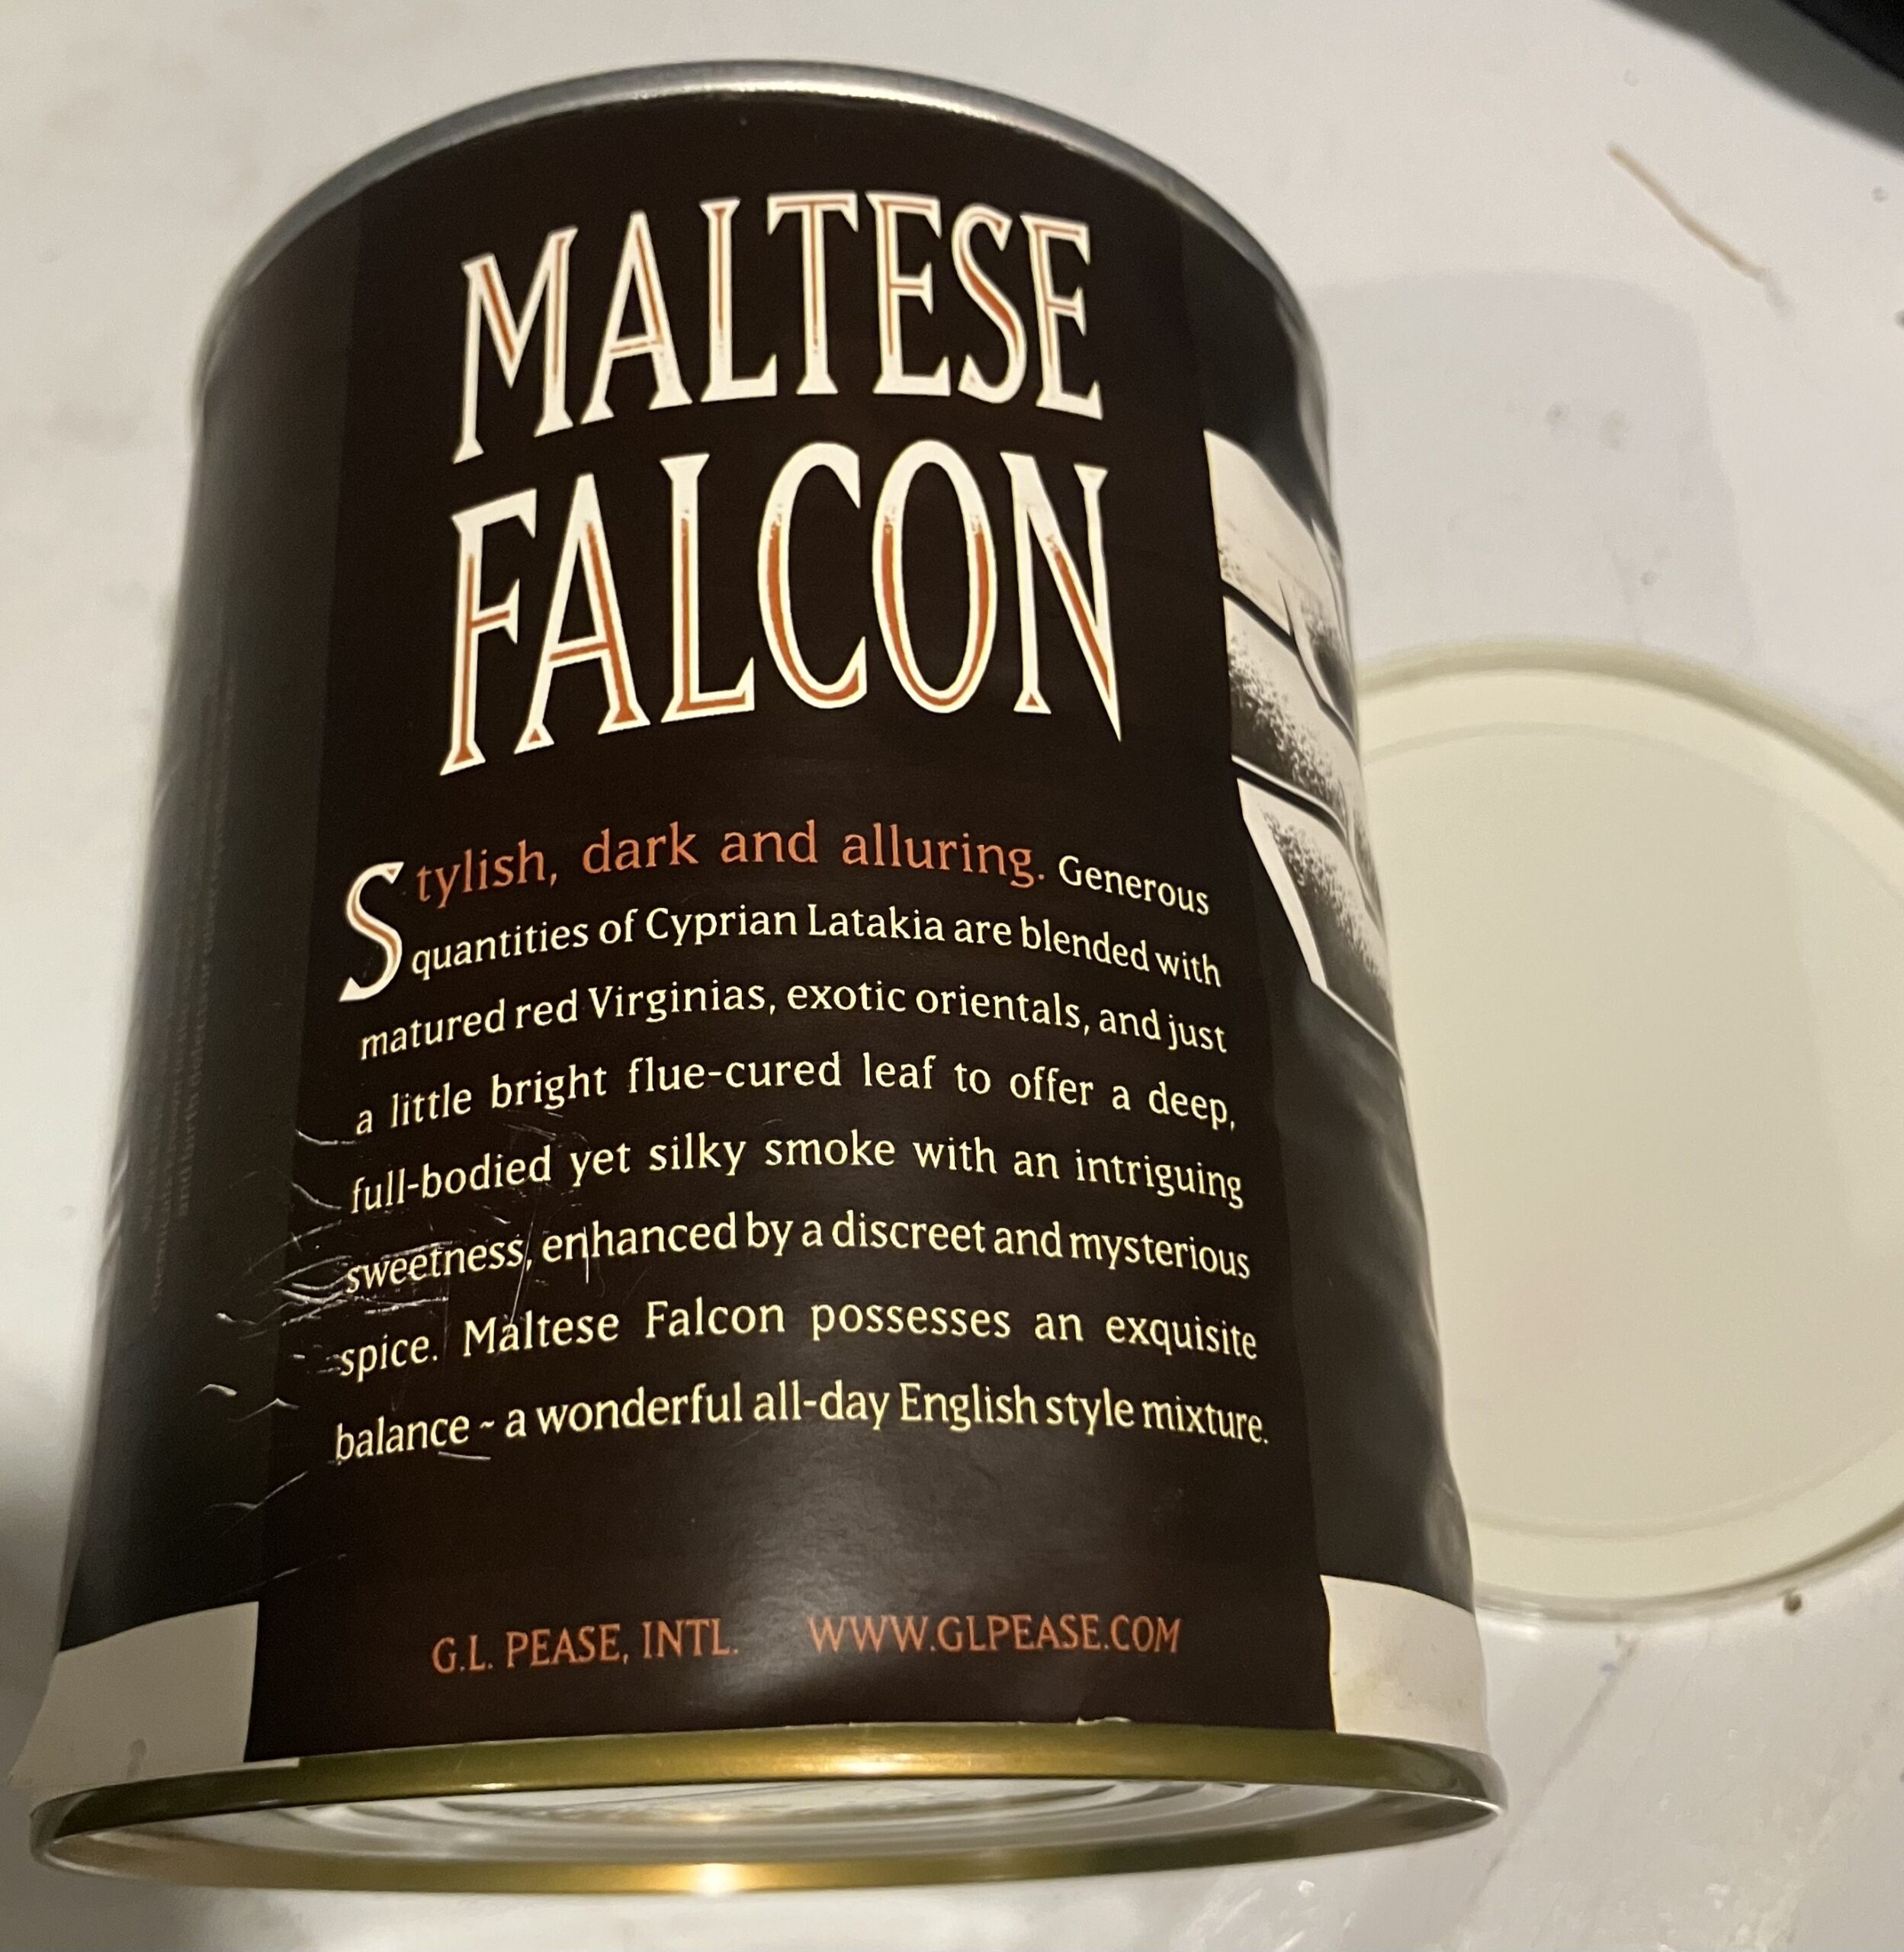 MALTESE
FALCON
Stylish, dark and alluring. Generous
quantities of Cyprian Latakia are blended with
matured red Virginias, exotic orientals, and just
a little bright flue-cured leaf to offer a deep,
full-bodied yet silky smoke with an intriguing
sweetness, enhanced by a discreet and mysterious
spice. Maltese Falcon possesses an exquisite
balance ~ a wonderful all-day English style mixture.
G.L. PEASE, INTL. WWW.GLPEASE.COM